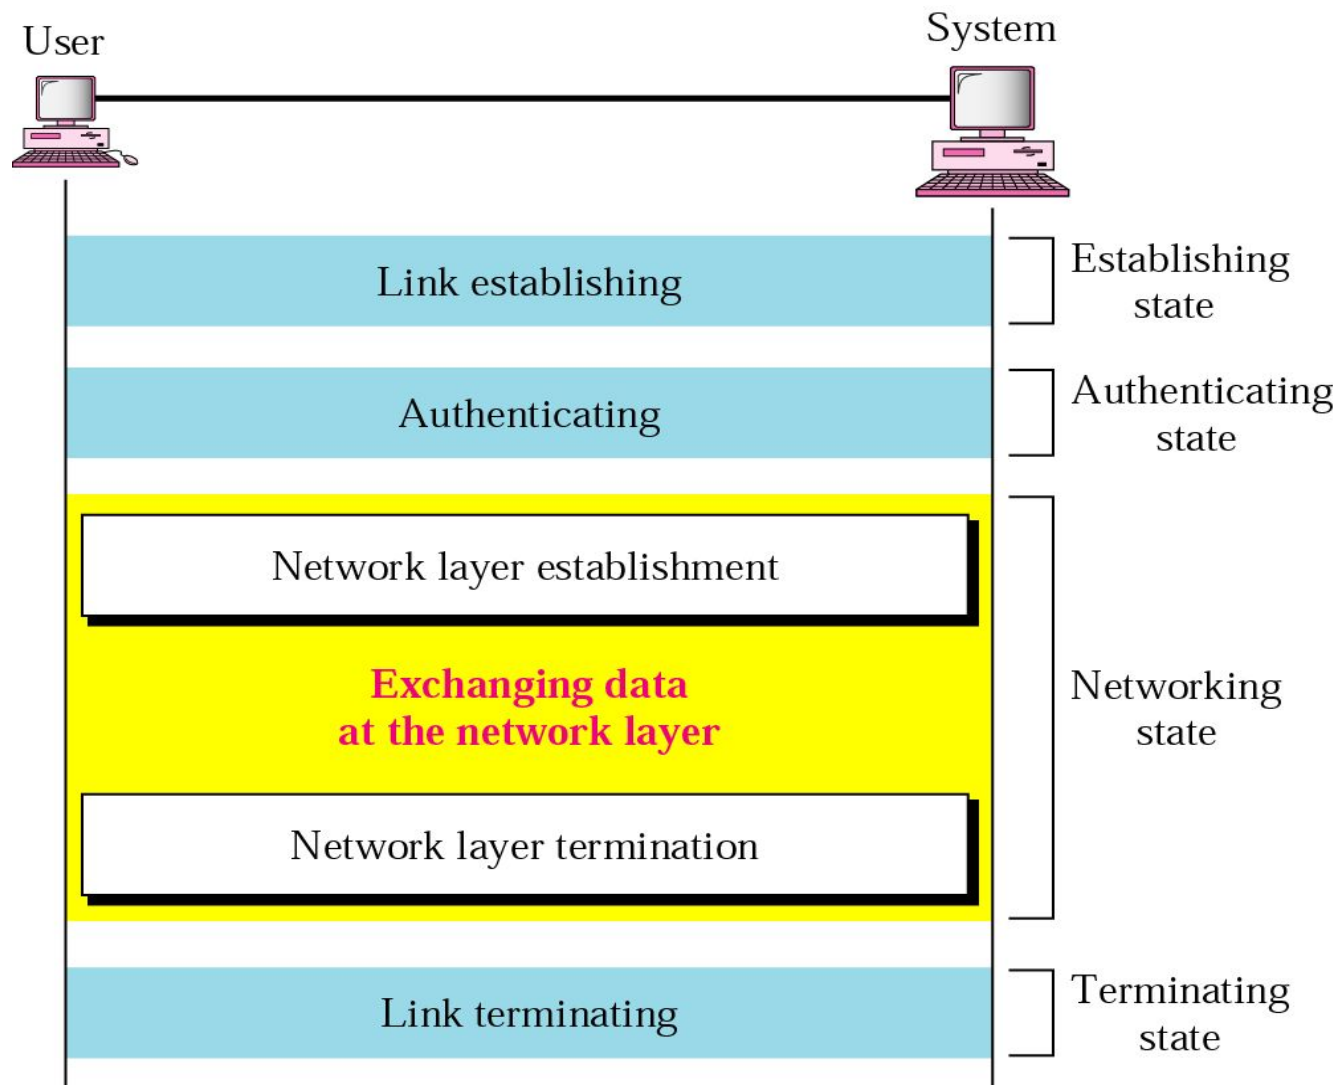 User
System
Link establishing
Establishing
state
Authenticating
Authenticating
state
Network layer establishment
Exchanging data
at the network layer
Networking
state
Network layer termination
Link terminating
Terminating
state